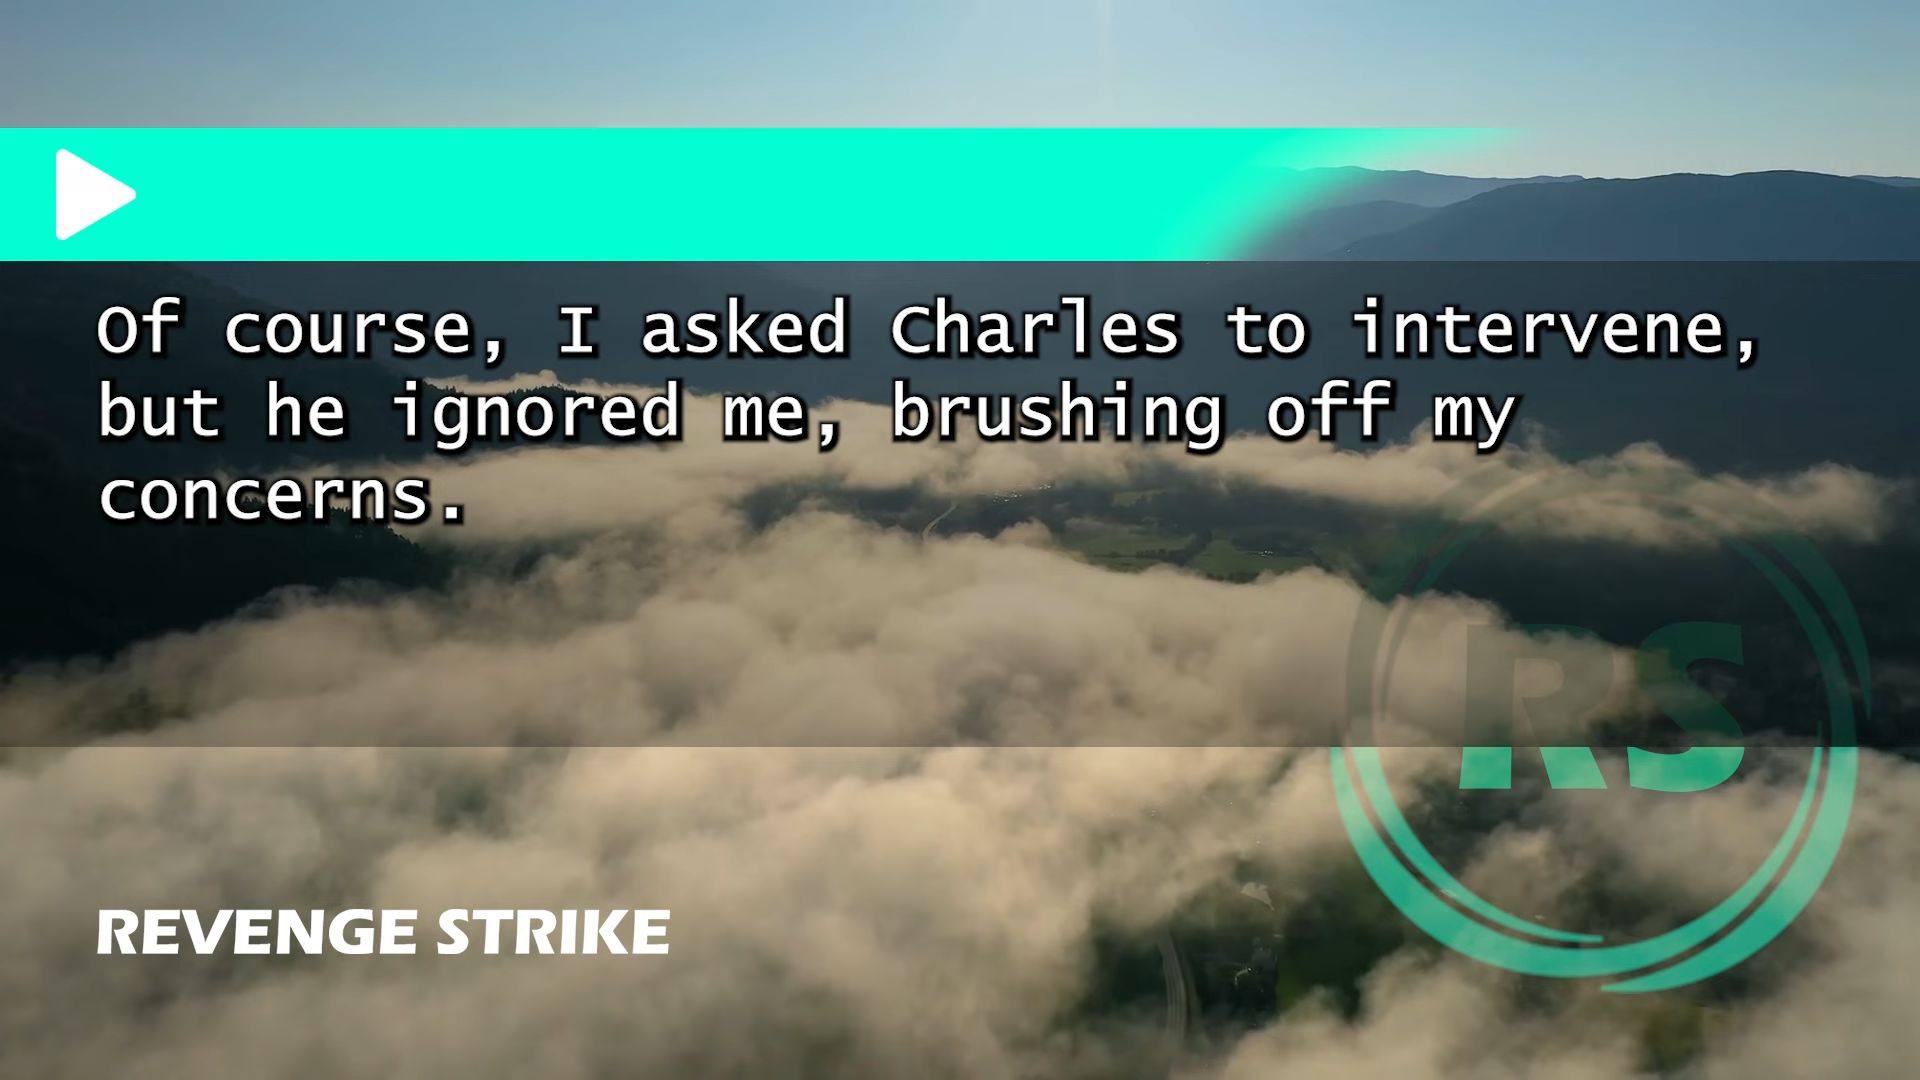 Of course, I asked Charles to intervene,
but he ignored me, brushing off my
concerns.
RS
REVENGE STRIKE